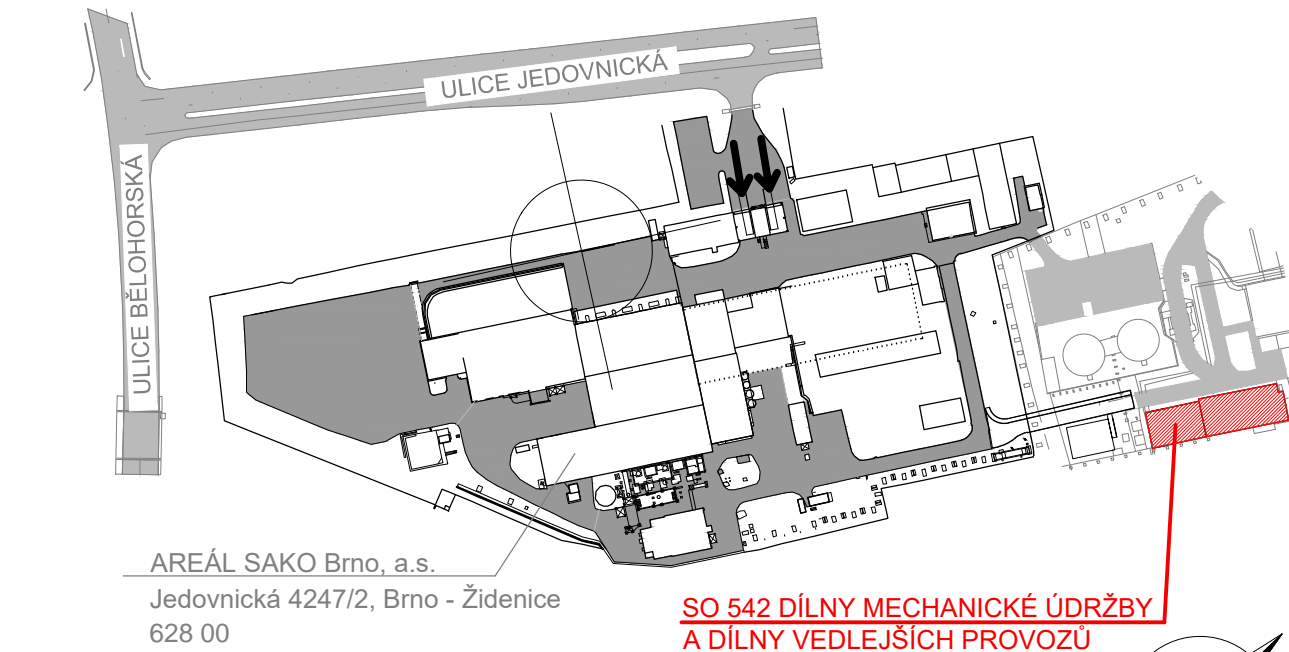 ULICE JEDOVNICKÁ
ULICE BĚLOHORSKÁ
AREÁL SAKO Brno, a.s.
Jedovnická 4247/2, Brno - Židenice
628 00
SO 542 DÍLNY MECHANICKÉ ÚDRŽBY
A DÍLNY VEDLEJŠÍCH PROVOZŮ